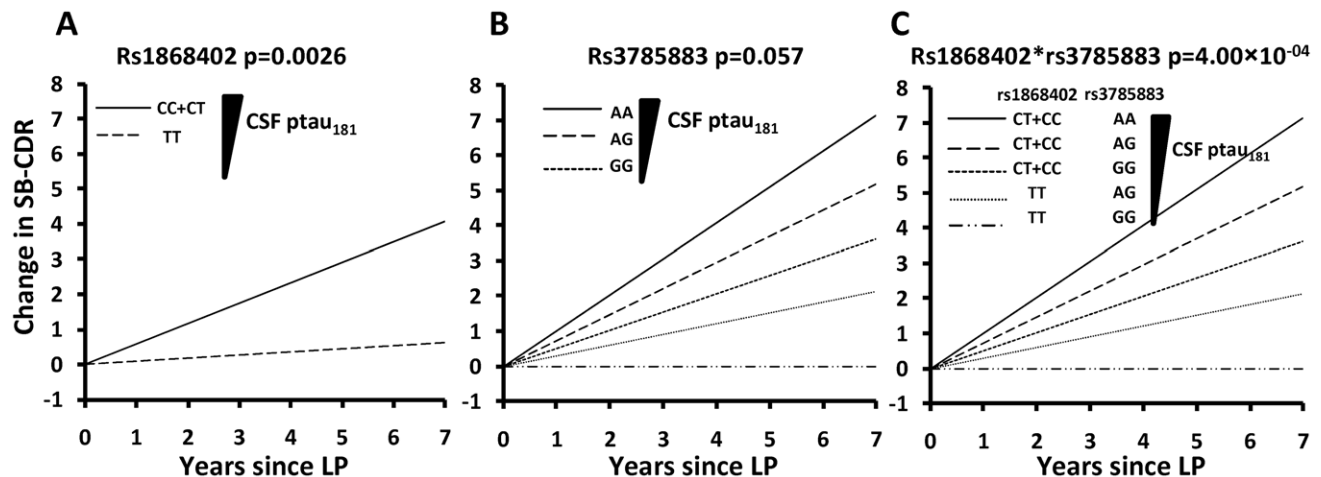 A
Rs1868402 p=0.0026
CC+CT
TT
CSF ptau181
Change in SB-CDR
8
7
6
5
4
3
2
1
0
-1
0 1 2 3 4 5 6 7
Years since LP
B
Rs3785883 p=0.057
AA
AG
GG
CSF ptau181
8
7
6
5
4
3
2
1
0
-1
0 1 2 3 4 5 6 7
Years since LP
C
Rs1868402*rs3785883 p=4.00×10-04
rs1868402 rs3785883
CT+CC AA
CT+CC AG
CT+CC GG
TT AG
TT GG
CSF ptau181
8
7
6
5
4
3
2
1
0
-1
0 1 2 3 4 5 6 7
Years since LP